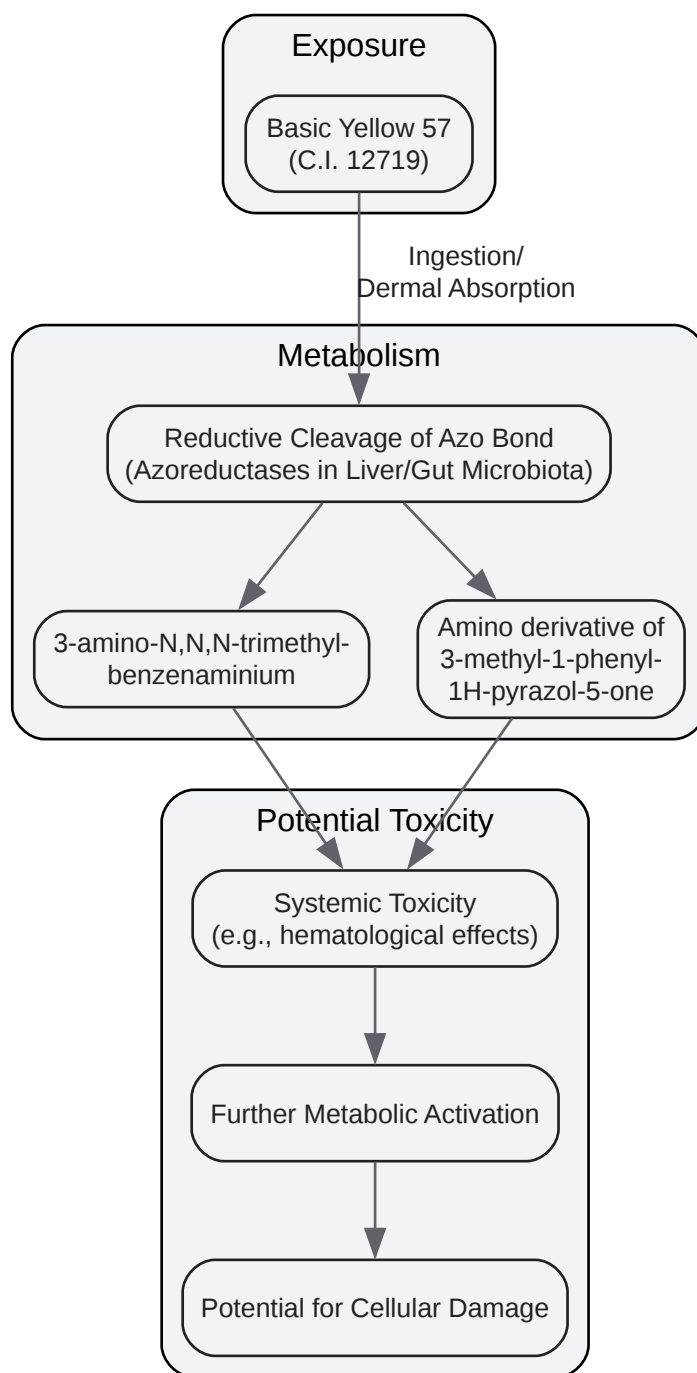 Exposure
Basic Yellow 57
(C.I. 12719)
Ingestion/
Dermal Absorption
Metabolism
Reductive Cleavage of Azo Bond
(Azoreductases in Liver/Gut Microbiota)
3-amino-N,N,N-trimethyl-
benzenaminium
Amino derivative of
3-methyl-1-phenyl-
1H-pyrazol-5-one
Potential Toxicity
Systemic Toxicity
(e.g., hematological effects)
Further Metabolic Activation
Potential for Cellular Damage